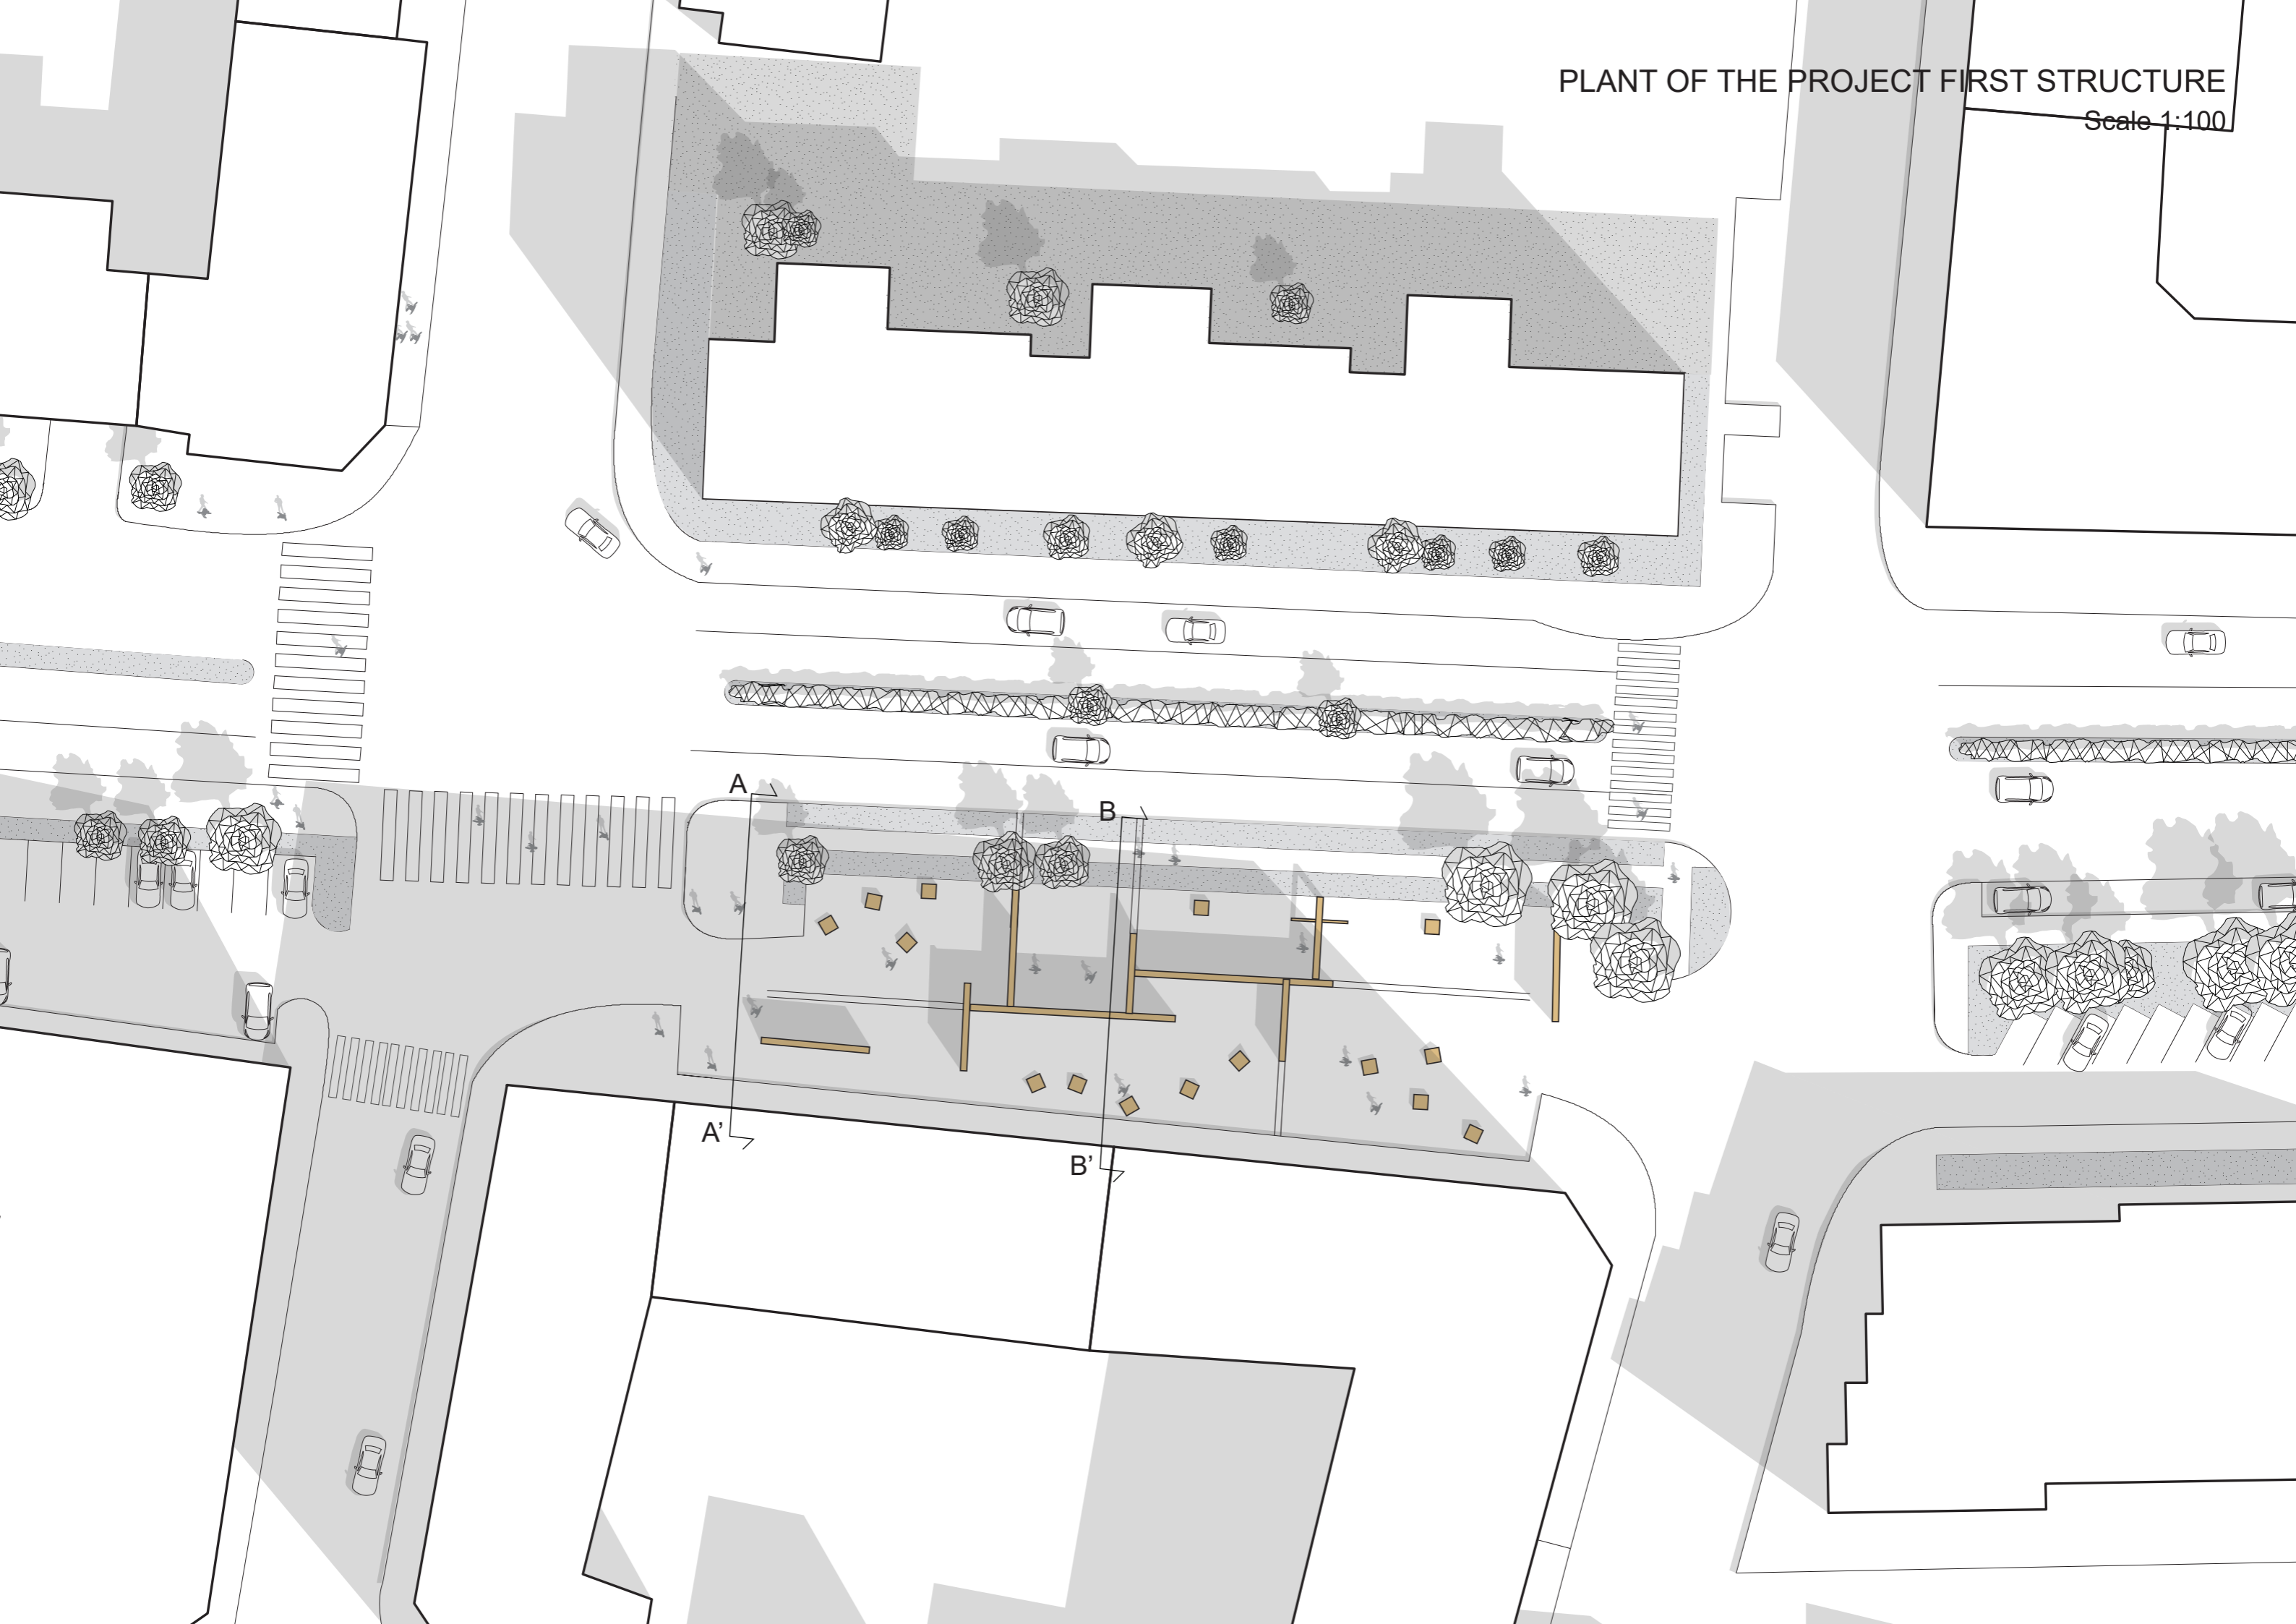 PLANT OF THE PROJECT FIRST STRUCTURE
Scale 1:100
A
B
A’
B’